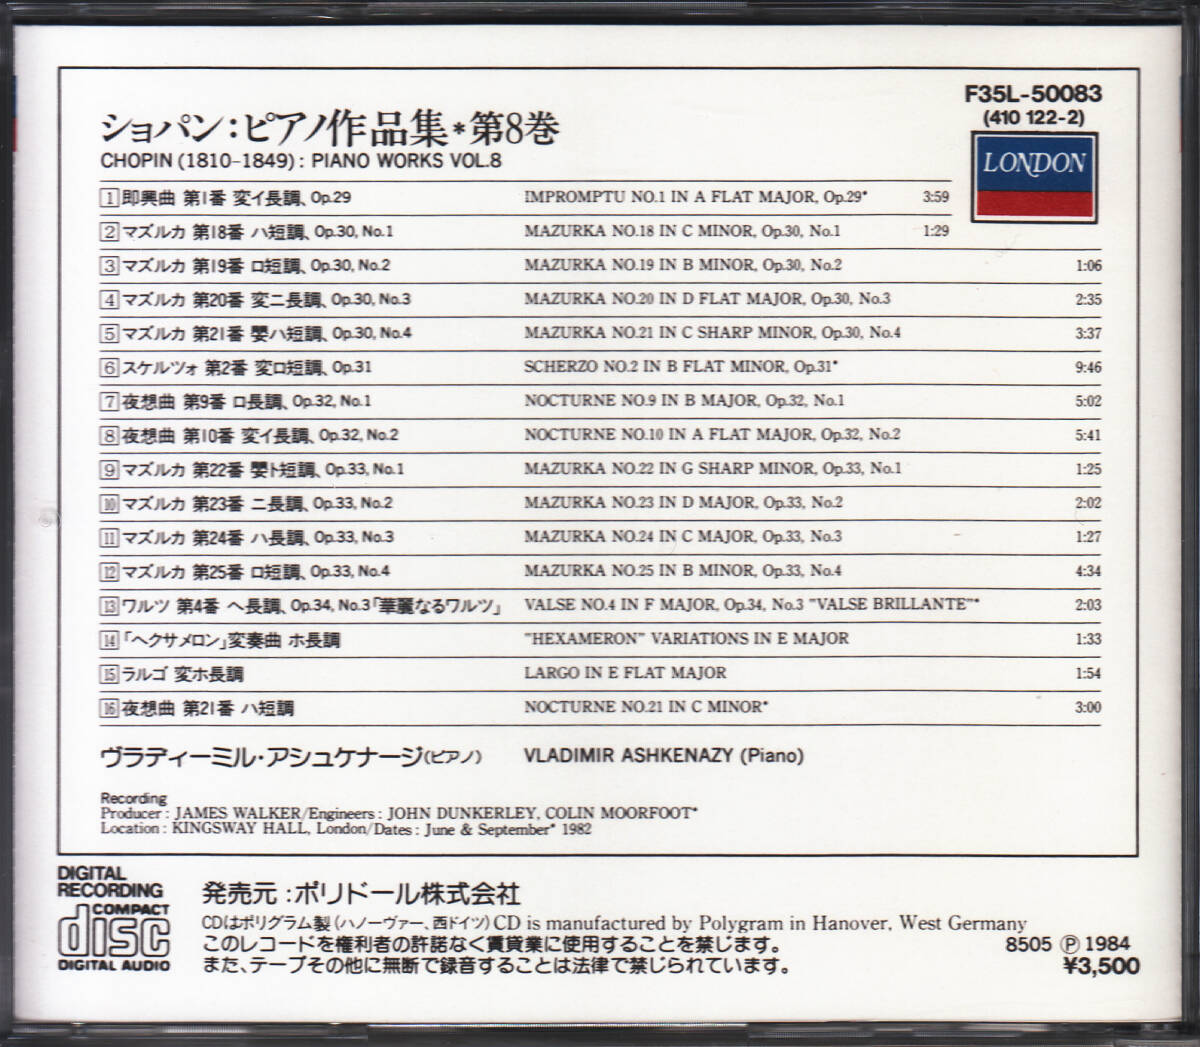 F35L-50083
(410 122-2)
LONDON
ショパン:ピアノ作品集*第8巻
CHOPIN (1810-1849): PIANO WORKS VOL.8
1 即興曲 第1番 変イ長調、Op.29 IMPROMPTU NO.1 IN A FLAT MAJOR, Op.29* 3:59
2 マズルカ 第18番 ハ短調、Op.30, No.1 MAZURKA NO.18 IN C MINOR, Op.30, No.1 1:29
3 マズルカ 第19番 ロ短調、Op.30, No.2 MAZURKA NO.19 IN B MINOR, Op.30, No.2 1:06
4 マズルカ 第20番 変ニ長調、Op.30, No.3 MAZURKA NO.20 IN D FLAT MAJOR, Op.30, No.3 2:35
5 マズルカ 第21番 嬰ハ短調、Op.30, No.4 MAZURKA NO.21 IN C SHARP MINOR, Op.30, No.4 3:37
6 スケルツォ 第2番 変ロ短調、Op.31 SCHERZO NO.2 IN B FLAT MINOR, Op.31* 9:46
7 夜想曲 第9番 ロ長調、Op.32, No.1 NOCTURNE NO.9 IN B MAJOR, Op.32, No.1 5:02
8 夜想曲 第10番 変イ長調、Op.32, No.2 NOCTURNE NO.10 IN A FLAT MAJOR, Op.32, No.2 5:41
9 マズルカ 第22番 嬰ト短調、Op.33, No.1 MAZURKA NO.22 IN G SHARP MINOR, Op.33, No.1 1:25
10 マズルカ 第23番 ニ長調、Op.33, No.2 MAZURKA NO.23 IN D MAJOR, Op.33, No.2 2:02
11 マズルカ 第24番 ハ長調、Op.33, No.3 MAZURKA NO.24 IN C MAJOR, Op.33, No.3 1:27
12 マズルカ 第25番 ロ短調、Op.33, No.4 MAZURKA NO.25 IN B MINOR, Op.33, No.4 4:34
13 ワルツ 第4番 ヘ長調、Op.34, No.3「華麗なるワルツ」 VALSE NO.4 IN F MAJOR, Op.34, No.3 "VALSE BRILLANTE"* 2:03
14 「ヘクサメロン」変奏曲 ホ長調 "HEXAMERON" VARIATIONS IN E MAJOR 1:33
15 ラルゴ 変ホ長調 LARGO IN E FLAT MAJOR 1:54
16 夜想曲 第21番 ハ短調 NOCTURNE NO.21 IN C MINOR* 3:00
ヴラディーミル・アシュケナージ(ピアノ) VLADIMIR ASHKENAZY (Piano)
Recording
Producer: JAMES WALKER/Engineers: JOHN DUNKERLEY, COLIN MOORFOOT*
Location: KINGSWAY HALL, London/Dates: June & September* 1982
DIGITAL
RECORDING
COMPACT
disc
DIGITAL AUDIO
発売元:ポリドール株式会社
CDはポリグラム製(ハノーヴァー、西ドイツ) CD is manufactured by Polygram in Hanover, West Germany
このレコードを権利者の許諾なく賃貸業に使用することを禁じます。
また、テープその他に無断で録音することは法律で禁じられています。
8505 Ⓟ 1984
¥3,500